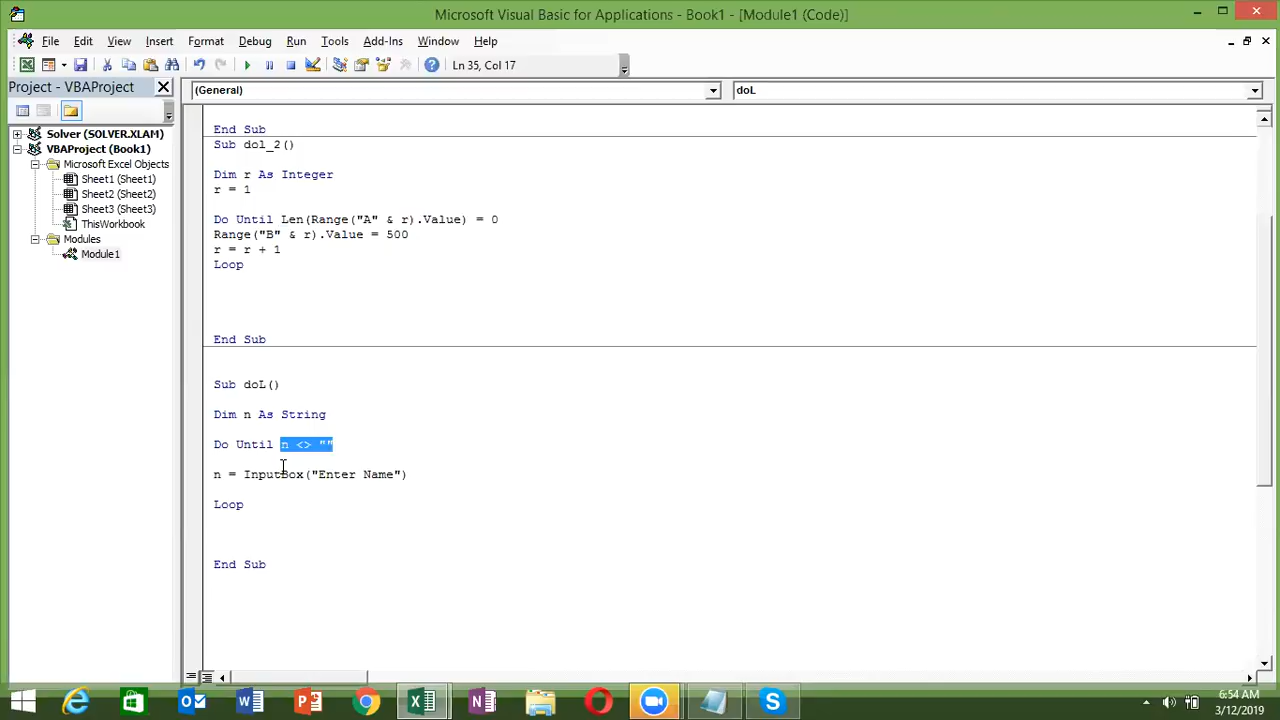 Microsoft Visual Basic for Applications - Book1 - [Module1 (Code)]
File Edit View Insert Format Debug Run Tools Add-Ins Window Help
Ln 35, Col 17
Project - VBAProject
(General)
doL
Solver (SOLVER.XLAM)
VBAProject (Book1)
Microsoft Excel Objects
Sheet1 (Sheet1)
Sheet2 (Sheet2)
Sheet3 (Sheet3)
ThisWorkbook
Modules
Module1
End Sub
Sub dol_2()
Dim r As Integer
r = 1
Do Until Len(Range("A" & r).Value) = 0
Range("B" & r).Value = 500
r = r + 1
Loop
End Sub
Sub doL()
Dim n As String
Do Until n <> ""
n = InputBox("Enter Name")
Loop
End Sub
6:54 AM
3/12/2019